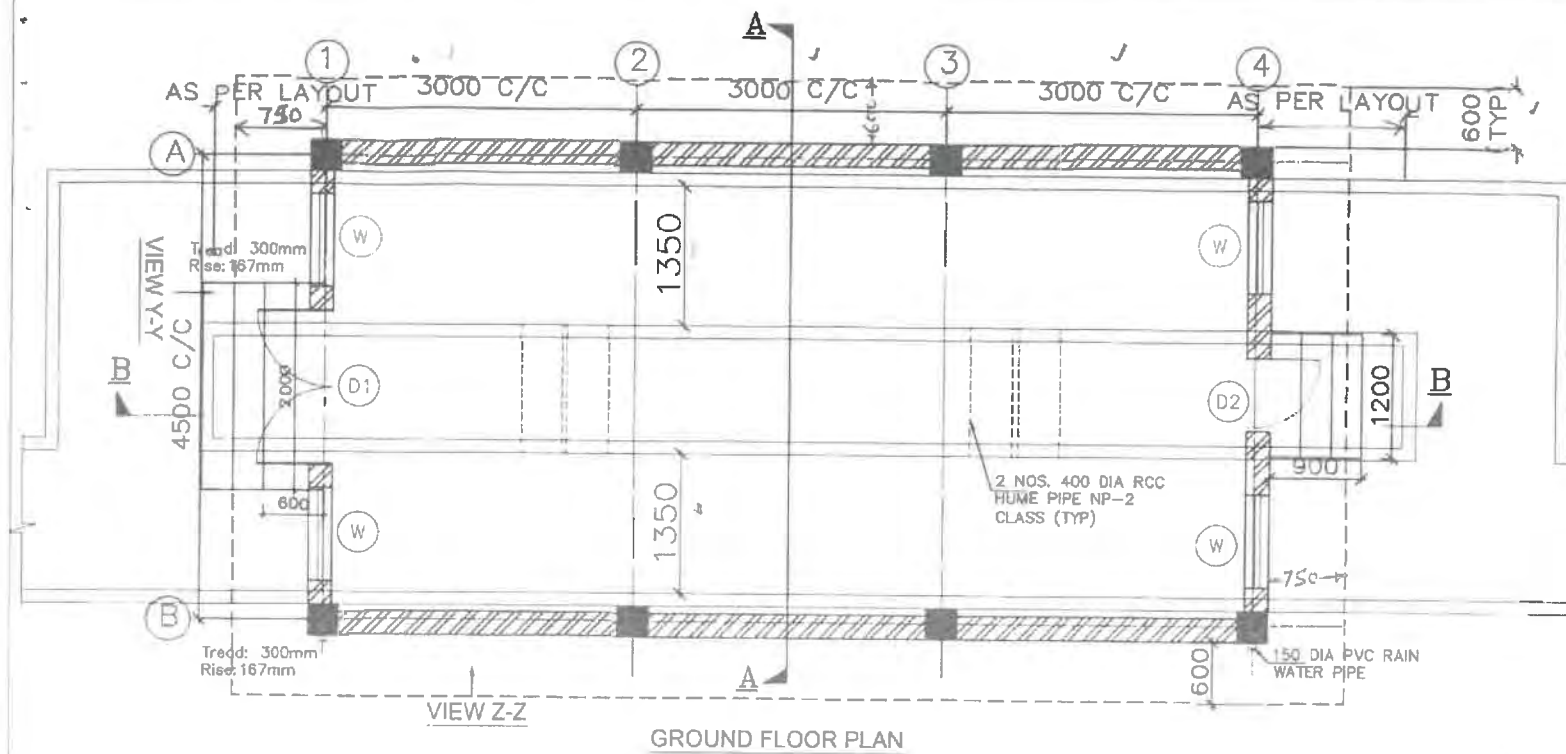 A
1
2
3
4
AS PER LAYOUT
3000 C/C
3000 C/C
3000 C/C
AS PER LAYOUT
750
600
600
(TYP)
A
Tread: 300mm
Rise: 167mm
VIEW Y-Y
W
W
1350
4500 C/C
B
2000
D1
D2
1200
B
600
900
2 NOS. 400 DIA RCC
HUME PIPE NP-2
CLASS (TYP)
1350
W
W
750
B
Tread: 300mm
Rise: 167mm
A
600
150 DIA PVC RAIN
WATER PIPE
VIEW Z-Z
GROUND FLOOR PLAN